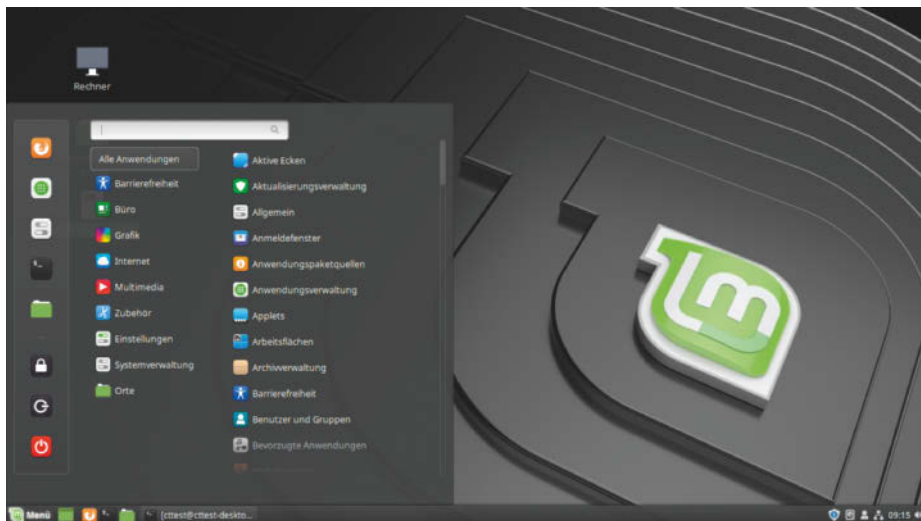 Rechner
Alle Anwendungen
Barrierefreiheit
Büro
Grafik
Internet
Multimedia
Zubehör
Einstellungen
Systemverwaltung
Orte
Aktive Ecken
Aktualisierungsverwaltung
Allgemein
Anmeldefenster
Anwendungspaketquellen
Anwendungsverwaltung
Applets
Arbeitsflächen
Archivverwaltung
Barrierefreiheit
Benutzer und Gruppen
Bevorzugte Anwendungen
lm
Menü
[cttest@cttest-deskto...
09:15